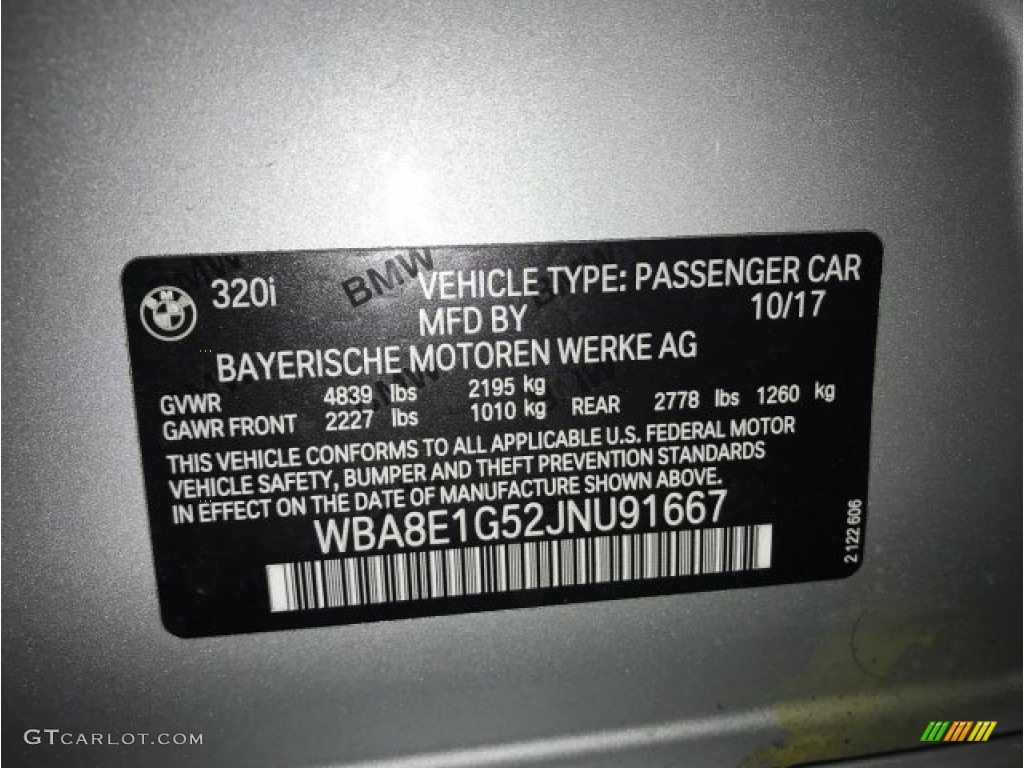 320i BMW VEHICLE TYPE: PASSENGER CAR
MFD BY 10/17
BAYERISCHE MOTOREN WERKE AG
GVWR 4839 lbs 2195 kg
GAWR FRONT 2227 lbs 1010 kg REAR 2778 lbs 1260 kg
THIS VEHICLE CONFORMS TO ALL APPLICABLE U.S. FEDERAL MOTOR
VEHICLE SAFETY, BUMPER AND THEFT PREVENTION STANDARDS
IN EFFECT ON THE DATE OF MANUFACTURE SHOWN ABOVE.
WBA8E1G52JNU91667
2 122 606
GTCARLOT.COM